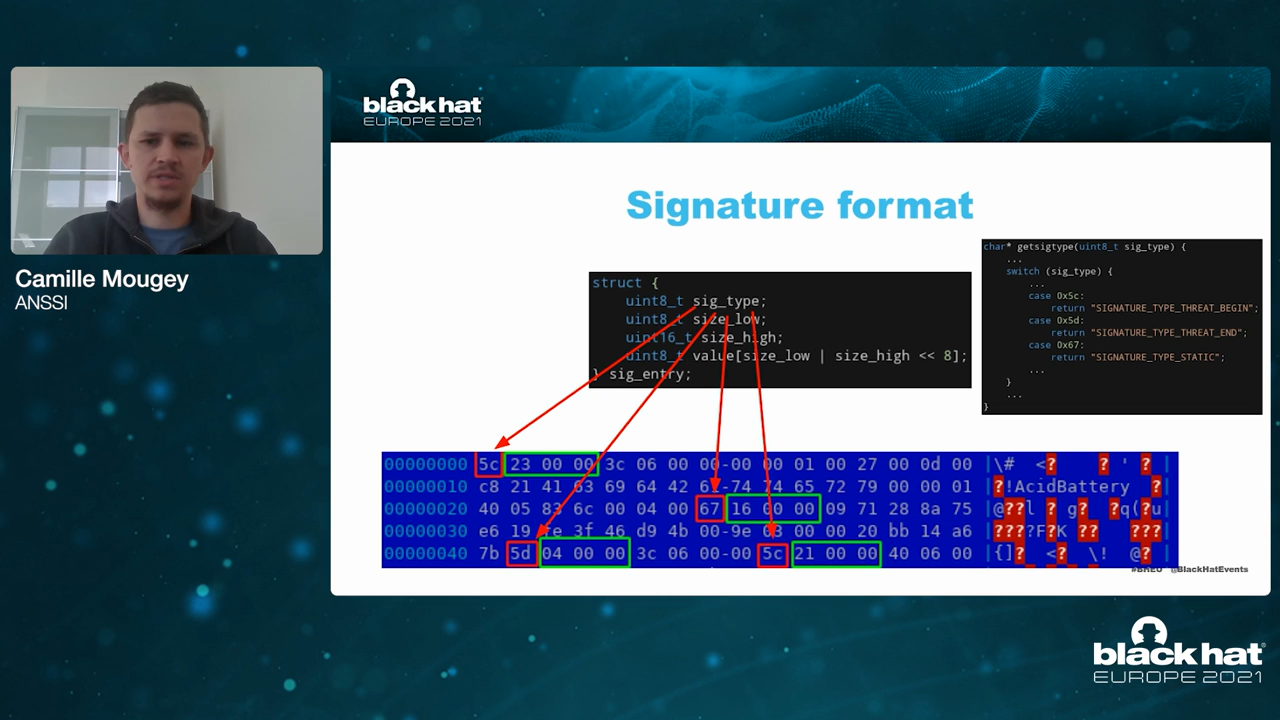 black hat
EUROPE 2021
Camille Mougey
ANSSI
Signature format
struct {
uint8_t sig_type;
uint8_t size_low;
uint16_t size_high;
uint8_t value[size_low | size_high << 8];
} sig_entry;
char* getsigtype(uint8_t sig_type) {
...
switch (sig_type) {
...
case 0x5c:
return "SIGNATURE_TYPE_THREAT_BEGIN";
case 0x5d:
return "SIGNATURE_TYPE_THREAT_END";
case 0x67:
return "SIGNATURE_TYPE_STATIC";
...
}
...
}
00000000 5c 23 00 00 3c 06 00 00-00 00 01 00 27 00 0d 00 |\# <? ? ' ? |
00000010 c8 21 41 63 69 64 42 61-74 74 65 72 79 00 00 01 |?!AcidBattery ?|
00000020 40 05 83 6c 00 04 00 67 16 00 00 09 71 28 8a 75 |@??l ? g? ?q(?u|
00000030 e6 19 fe 3f 46 d9 4b 00-9e 03 00 00 20 bb 14 a6 |????F?K ?? ???|
00000040 7b 5d 04 00 00 3c 06 00-00 5c 21 00 00 40 06 00 |{]? <? \! @? |
#BHEU @BlackHatEvents
black hat
EUROPE 2021